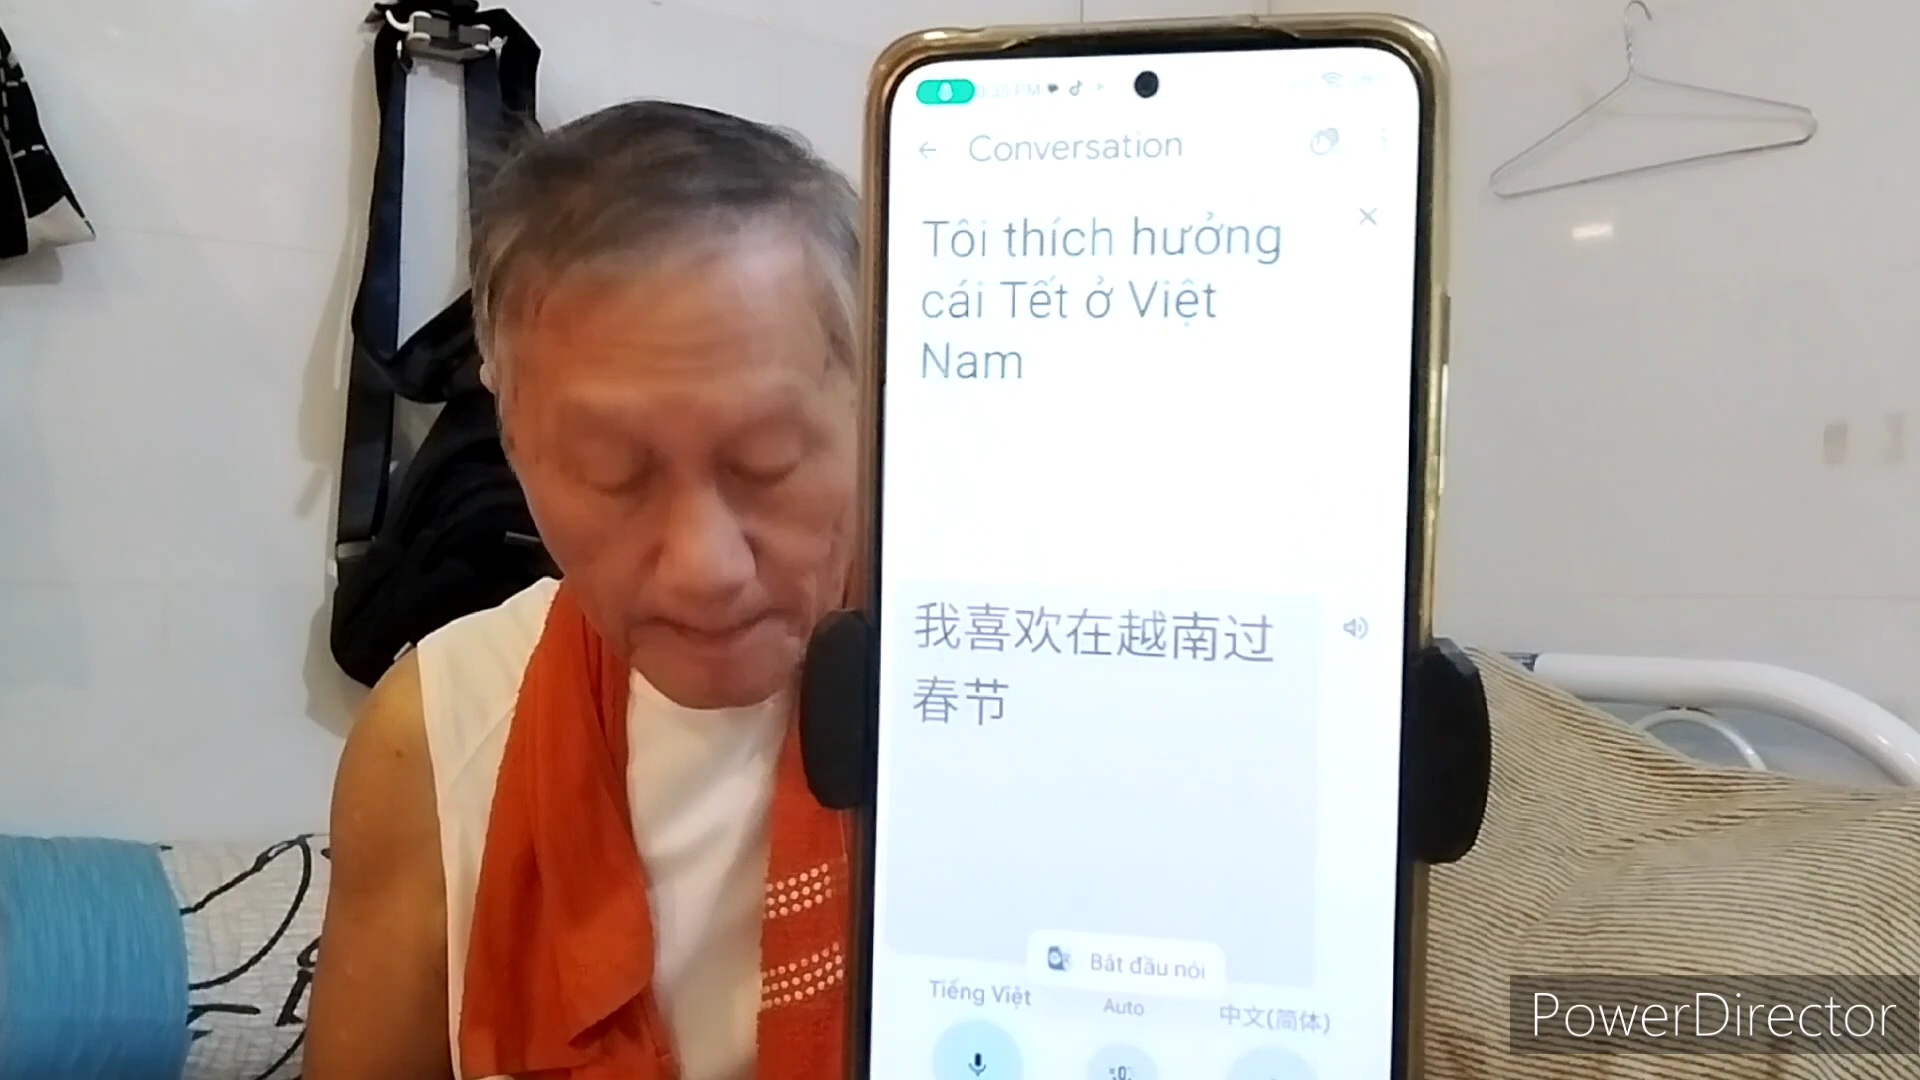 Conversation
Tôi thích hưởng
cái Tết ở Việt
Nam
我喜欢在越南过
春节
Bắt đầu nói
Tiếng Việt
Auto
中文(简体)
PowerDirector